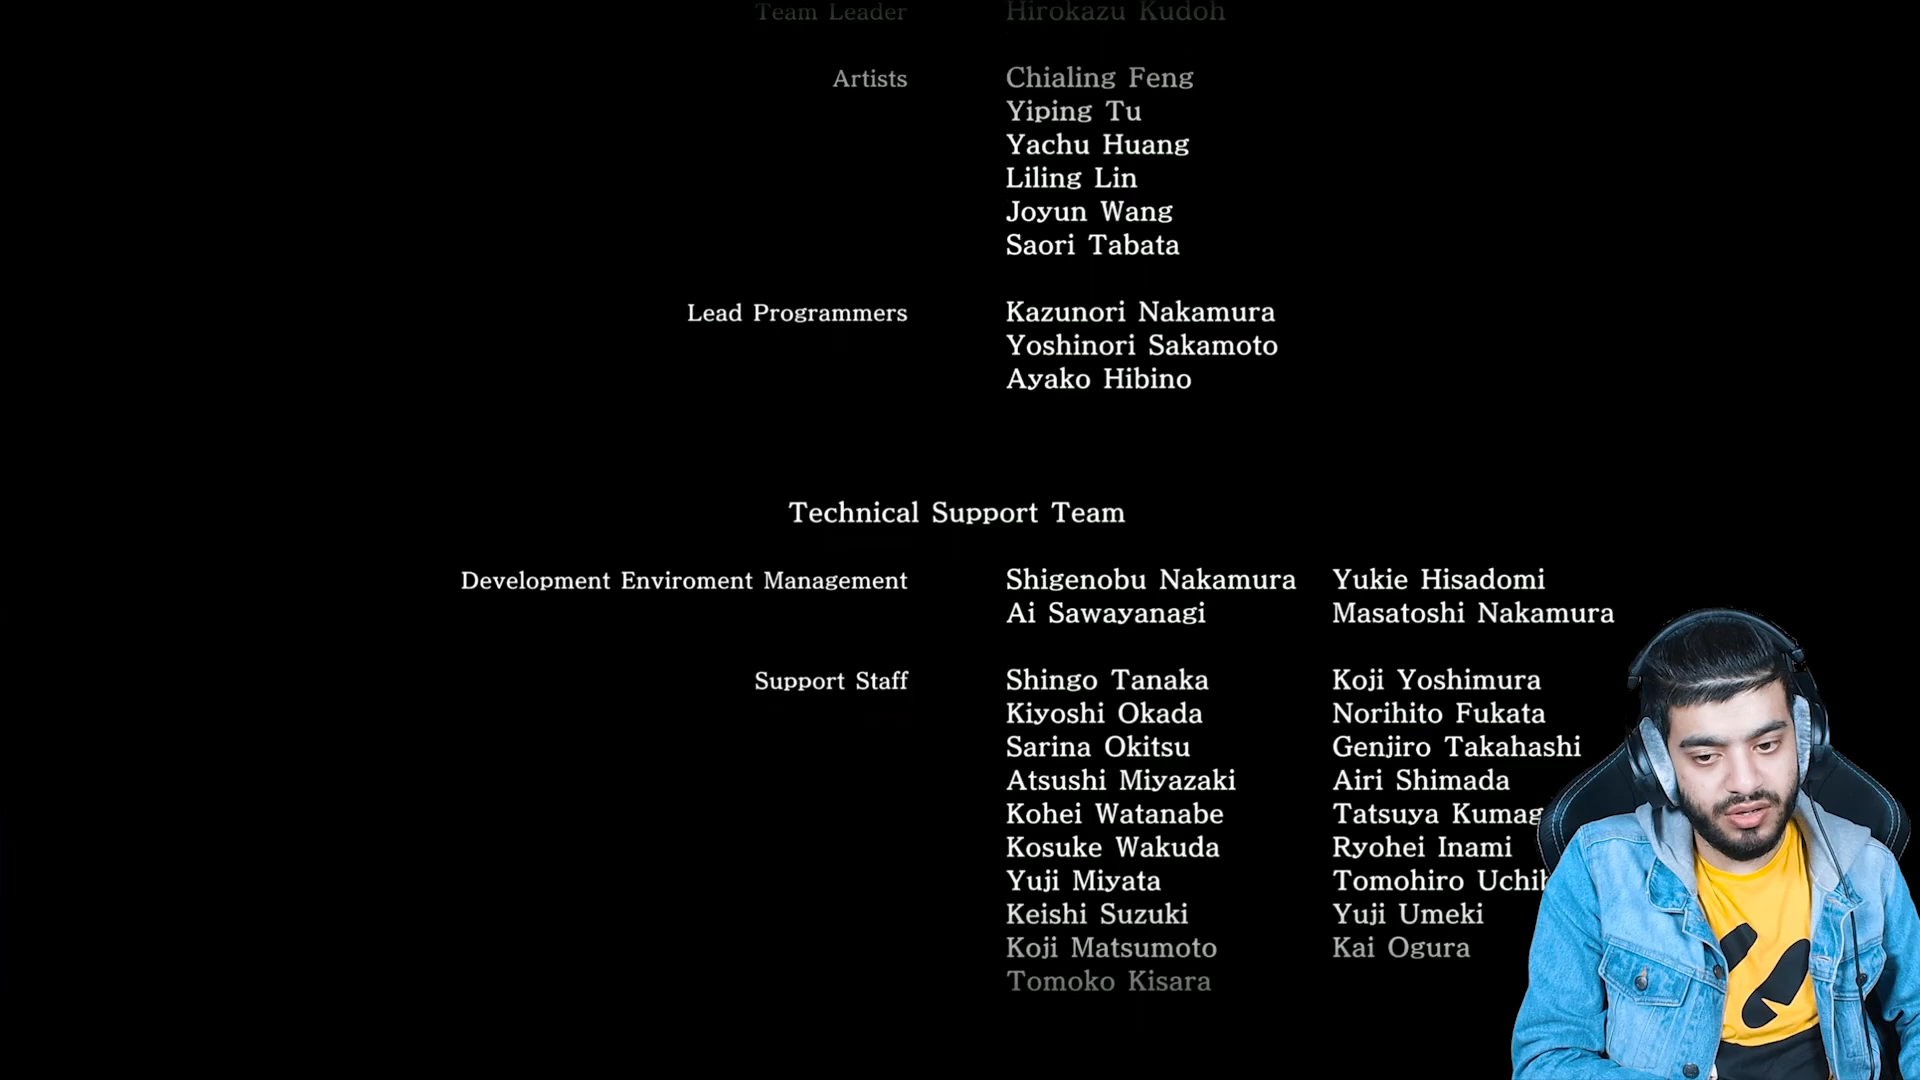 Team Leader Hirokazu Kudoh
Artists Chialing Feng
Yiping Tu
Yachu Huang
Liling Lin
Joyun Wang
Saori Tabata
Lead Programmers Kazunori Nakamura
Yoshinori Sakamoto
Ayako Hibino
Technical Support Team
Development Enviroment Management Shigenobu Nakamura Yukie Hisadomi
Ai Sawayanagi Masatoshi Nakamura
Support Staff Shingo Tanaka Koji Yoshimura
Kiyoshi Okada Norihito Fukata
Sarina Okitsu Genjiro Takahashi
Atsushi Miyazaki Airi Shimada
Kohei Watanabe Tatsuya
Kosuke Wakuda Ryohei Inami
Yuji Miyata Tomohiro
Keishi Suzuki Yuji Umeki
Koji Matsumoto Kai Ogura
Tomoko Kisara